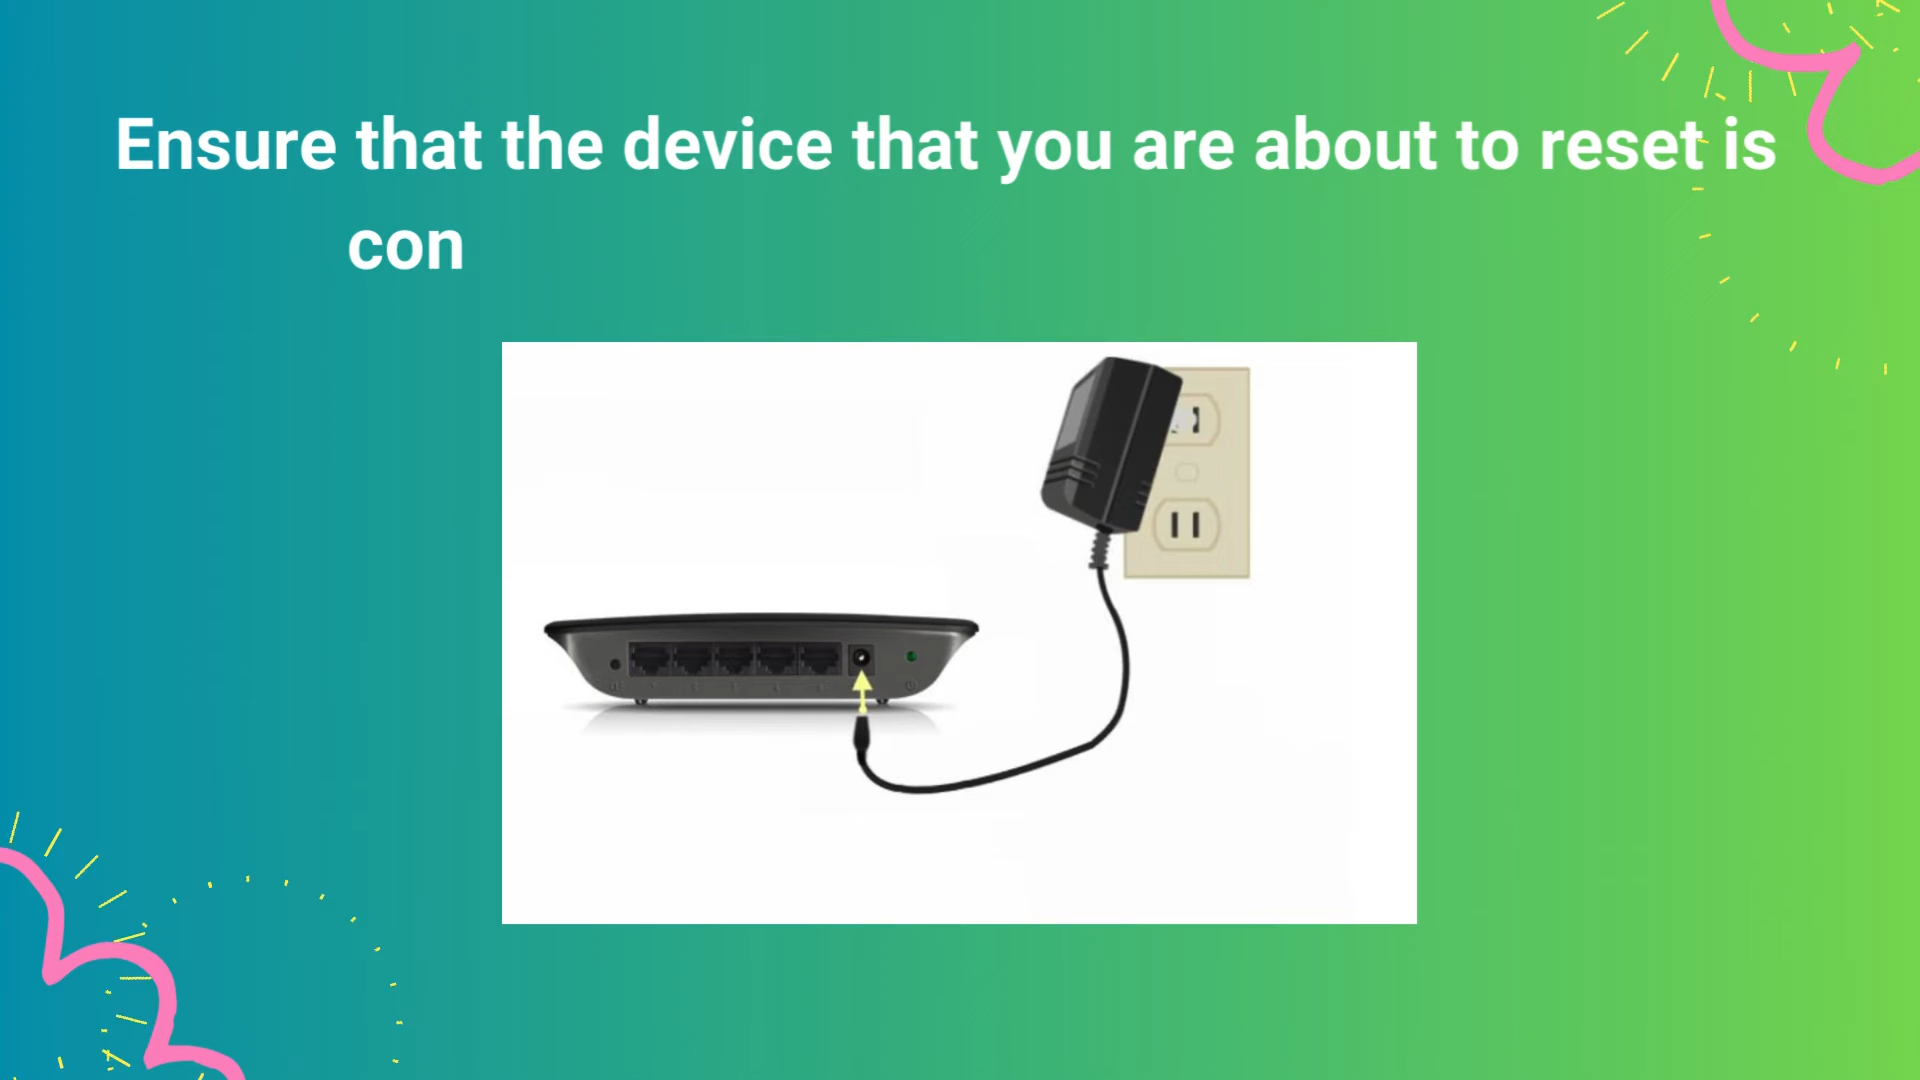 Ensure that the device that you are about to reset is
con